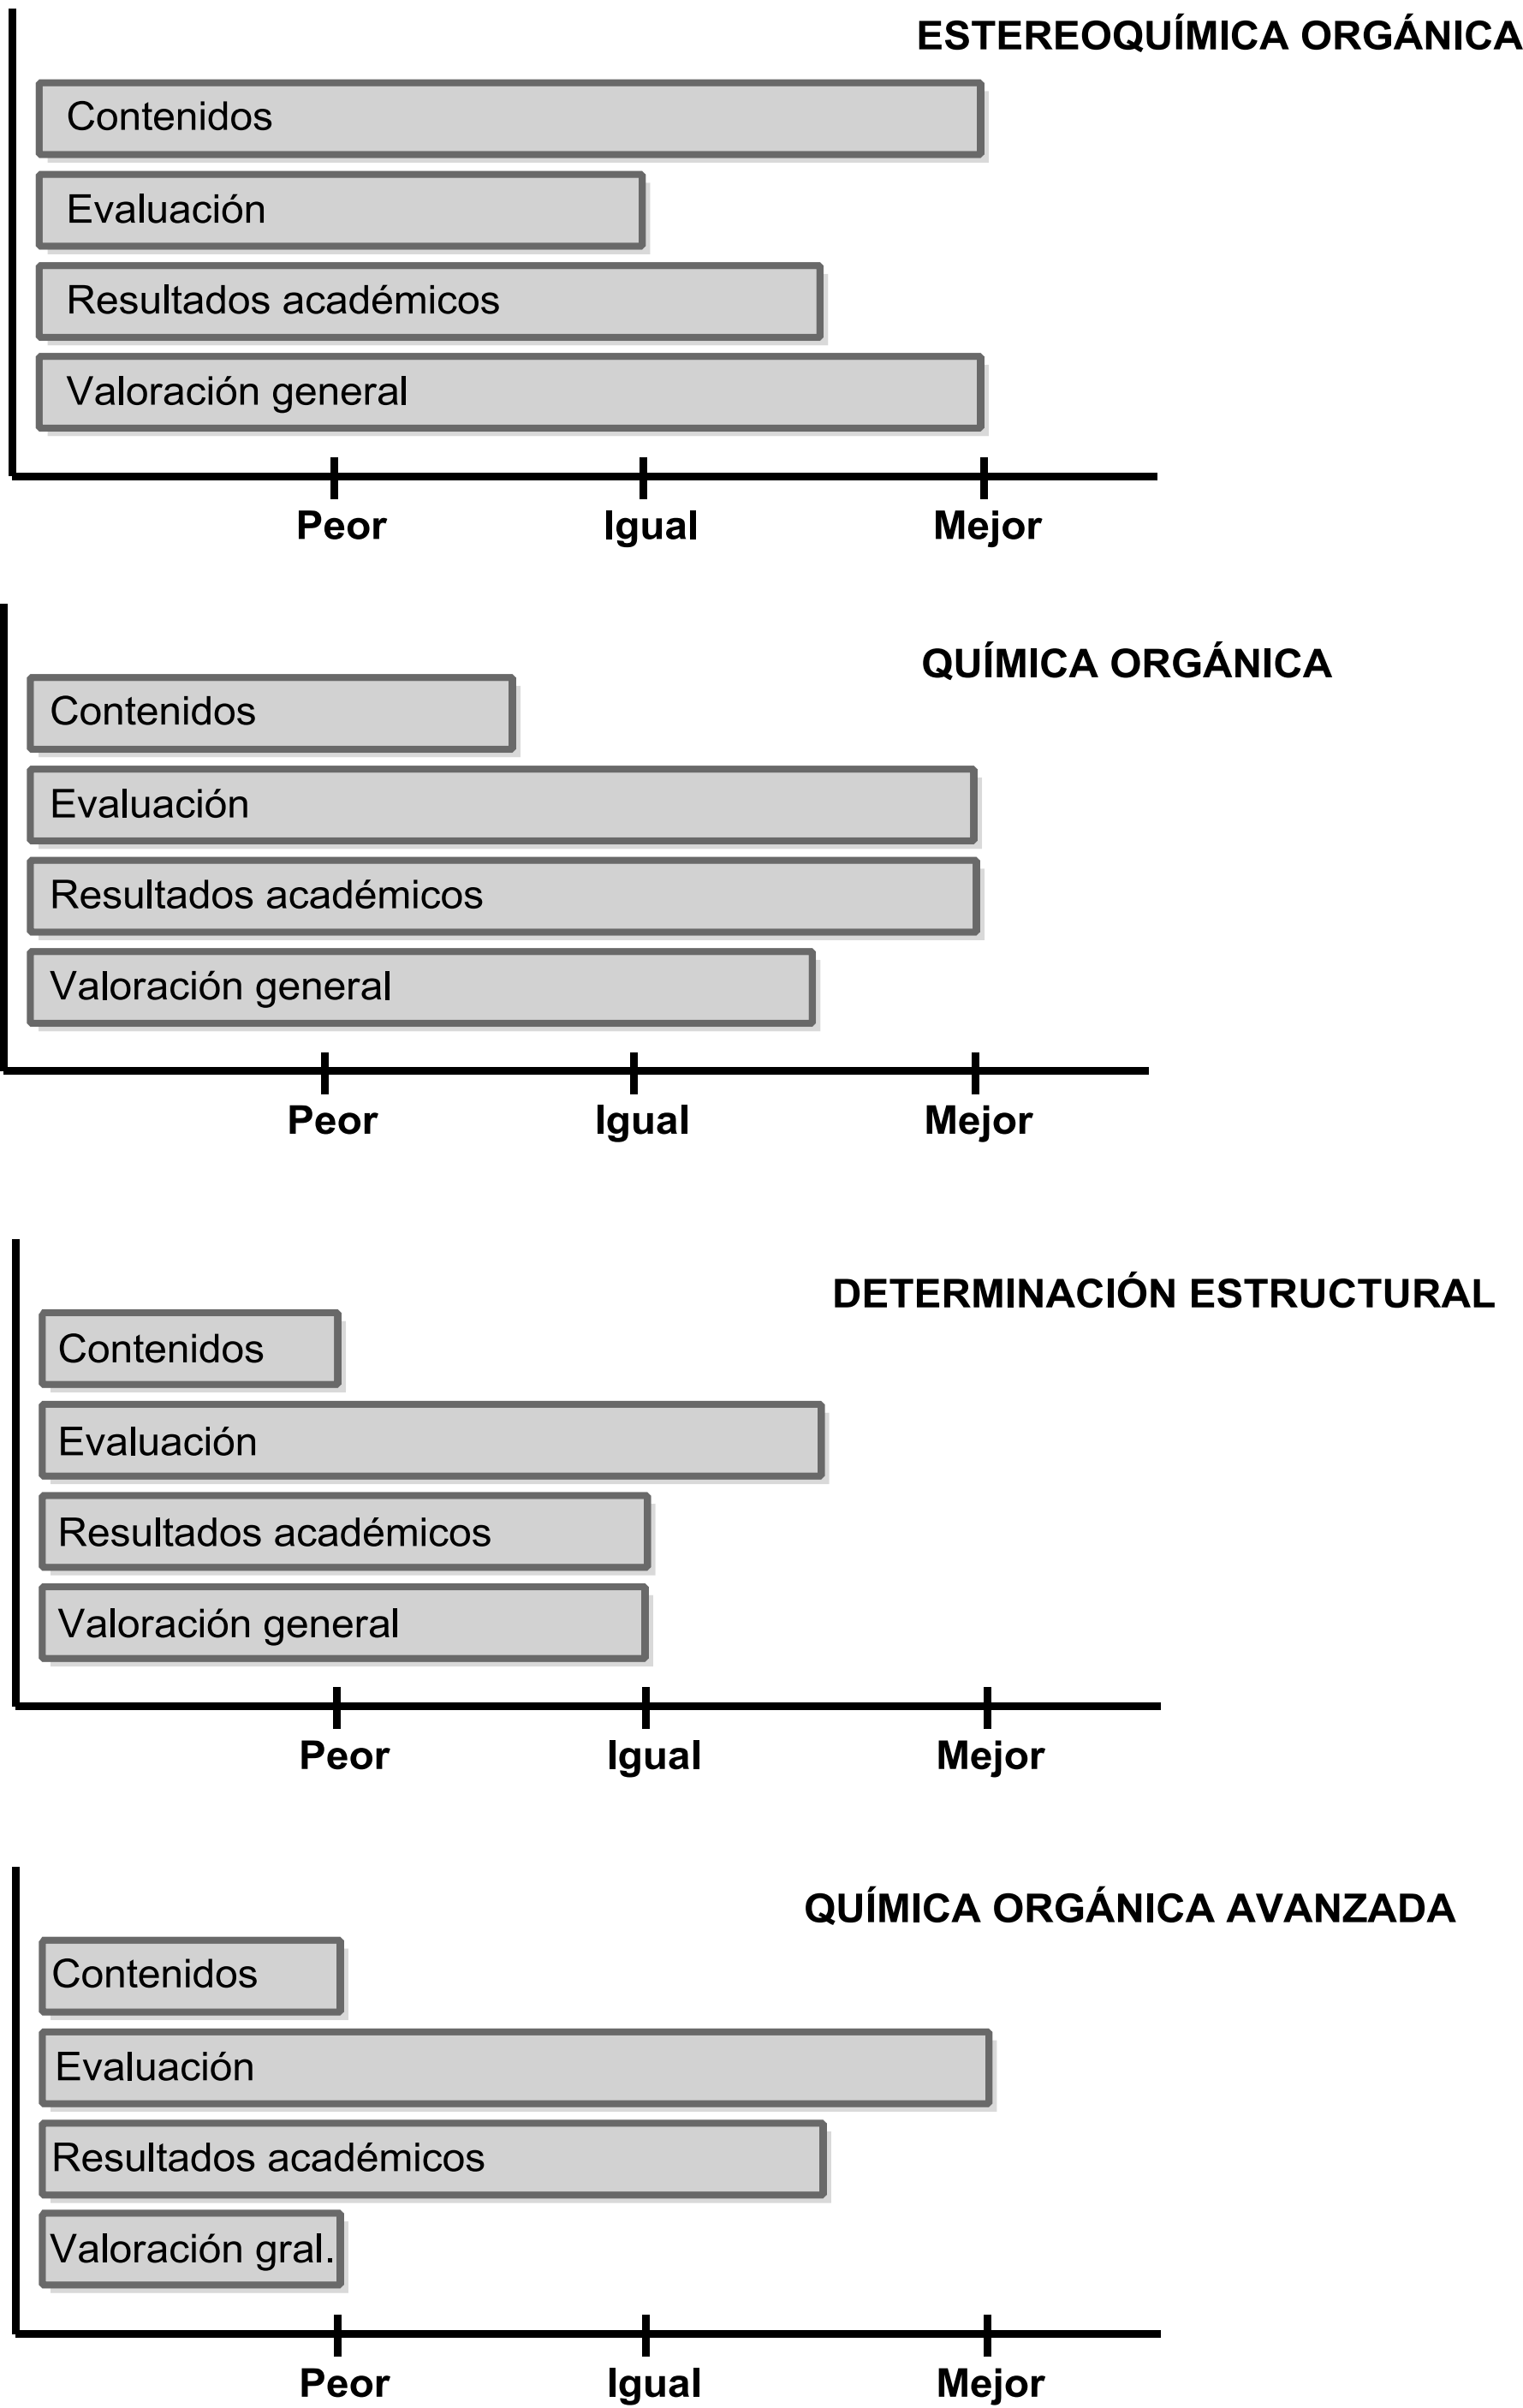 ESTEREOQUÍMICA ORGÁNICA
Contenidos
Evaluación
Resultados académicos
Valoración general
Peor Igual Mejor
QUÍMICA ORGÁNICA
Contenidos
Evaluación
Resultados académicos
Valoración general
Peor Igual Mejor
DETERMINACIÓN ESTRUCTURAL
Contenidos
Evaluación
Resultados académicos
Valoración general
Peor Igual Mejor
QUÍMICA ORGÁNICA AVANZADA
Contenidos
Evaluación
Resultados académicos
Valoración gral.
Peor Igual Mejor